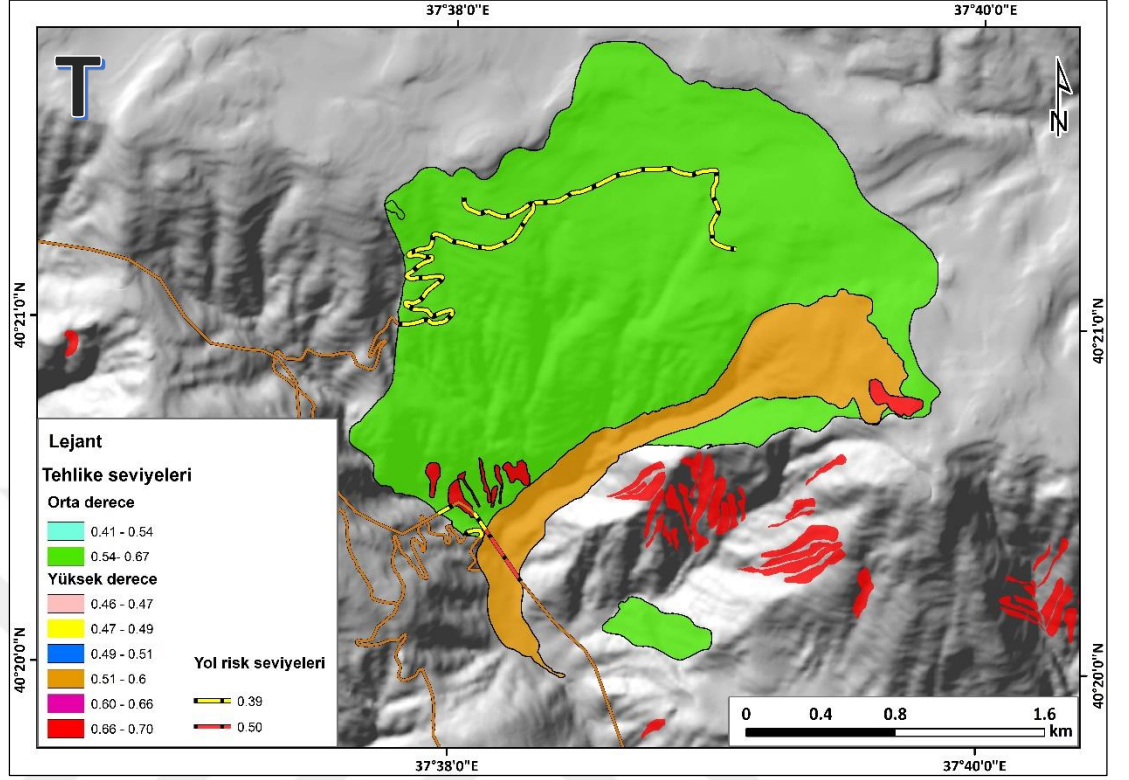 37°38'0"E
37°40'0"E
T
N
40°21'0"N
40°21'0"N
Lejant
Tehlike seviyeleri
Orta derece
0.41 - 0.54
0.54- 0.67
Yüksek derece
0.46 - 0.47
0.47 - 0.49
0.49 - 0.51
0.51 - 0.6
0.60 - 0.66
0.66 - 0.70
Yol risk seviyeleri
0.39
0.50
40°20'0"N
40°20'0"N
0 0.4 0.8 1.6
km
37°38'0"E
37°40'0"E